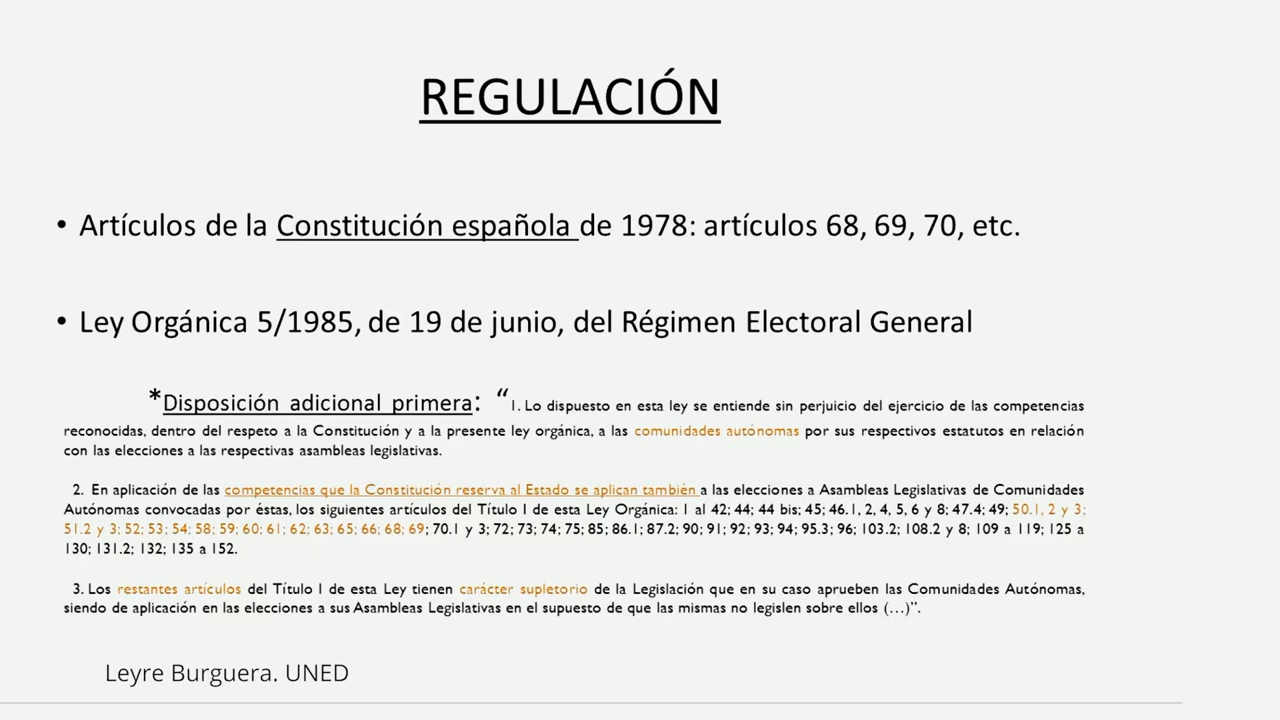 REGULACIÓN
• Artículos de la Constitución española de 1978: artículos 68, 69, 70, etc.
• Ley Orgánica 5/1985, de 19 de junio, del Régimen Electoral General
*Disposición adicional primera: “1. Lo dispuesto en esta ley se entiende sin perjuicio del ejercicio de las competencias
reconocidas, dentro del respeto a la Constitución y a la presente ley orgánica, a las comunidades autónomas por sus respectivos estatutos en relación
con las elecciones a las respectivas asambleas legislativas.
2. En aplicación de las competencias que la Constitución reserva al Estado se aplican también a las elecciones a Asambleas Legislativas de Comunidades
Autónomas convocadas por éstas, los siguientes artículos del Título I de esta Ley Orgánica: 1 al 42; 44; 44 bis; 45; 46.1, 2, 4, 5, 6 y 8; 47.4; 49; 50.1, 2 y 3;
51.2 y 3; 52; 53; 54; 58; 59; 60; 61; 62; 63; 65; 66; 68; 69; 70.1 y 3; 72; 73; 74; 75; 85; 86.1; 87.2; 90; 91; 92; 93; 94; 95.3; 96; 103.2; 108.2 y 8; 109 a 119; 125 a
130; 131.2; 132; 135 a 152.
3. Los restantes artículos del Título I de esta Ley tienen carácter supletorio de la Legislación que en su caso aprueben las Comunidades Autónomas,
siendo de aplicación en las elecciones a sus Asambleas Legislativas en el supuesto de que las mismas no legislen sobre ellos (…)”.
Leyre Burguera. UNED